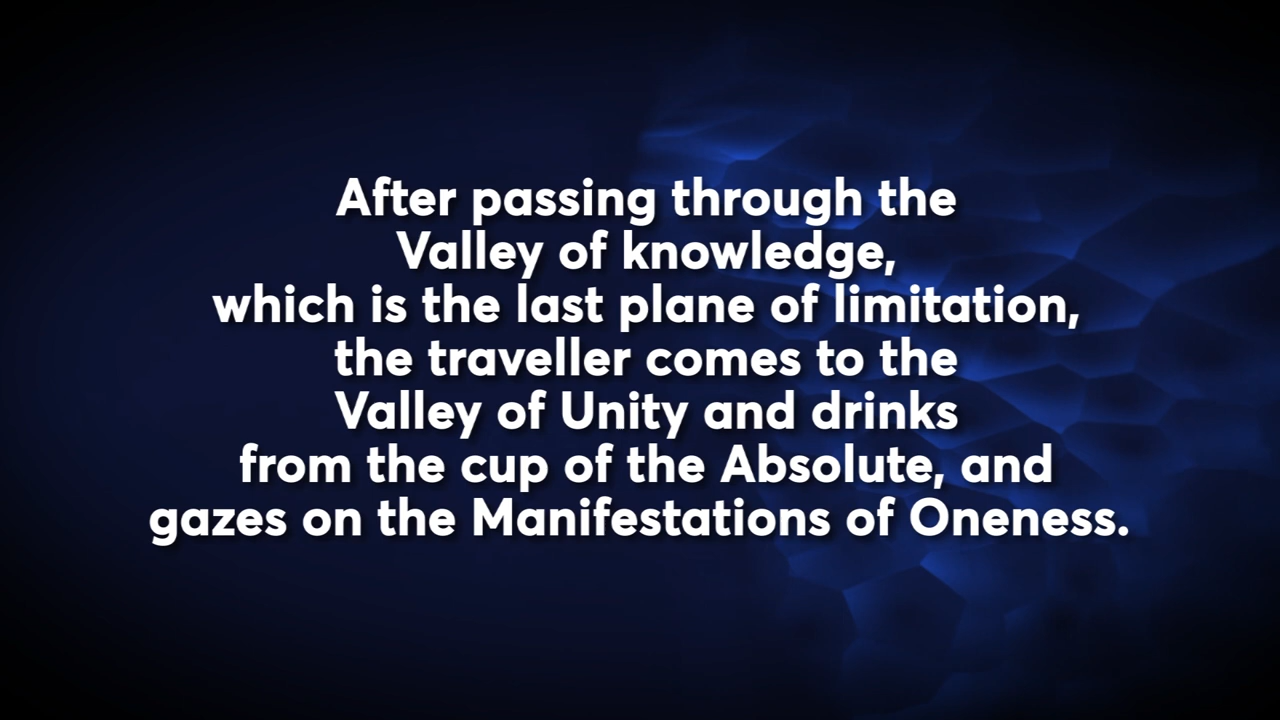 After passing through the
Valley of knowledge,
which is the last plane of limitation,
the traveller comes to the
Valley of Unity and drinks
from the cup of the Absolute, and
gazes on the Manifestations of Oneness.